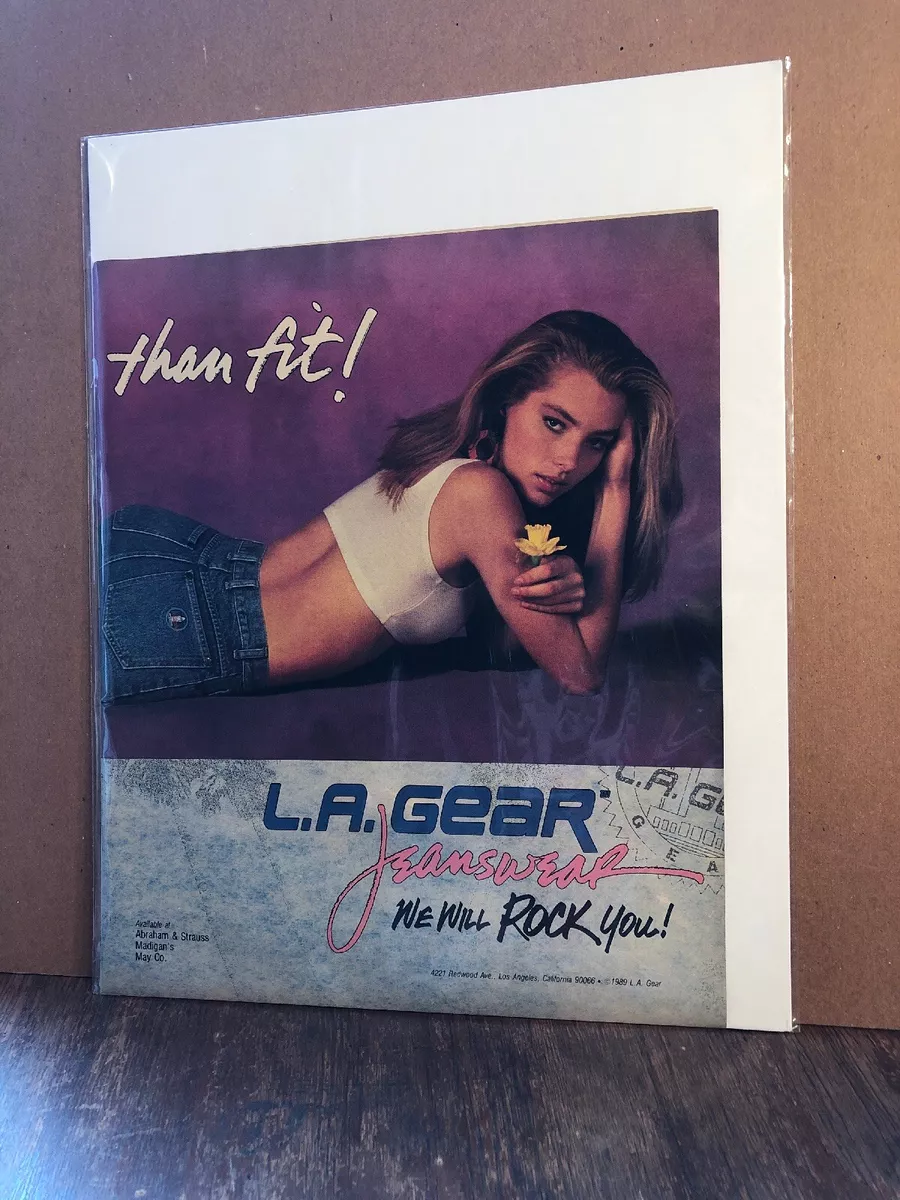 than fit!
L.A. GEAR
Jeanswear
WE WILL ROCK YOU!
L.A. GE
G E A
Available at
Abraham & Strauss
Madigan's
May Co.
4221 Redwood Ave., Los Angeles, California 90066 • ©1989 L.A. Gear